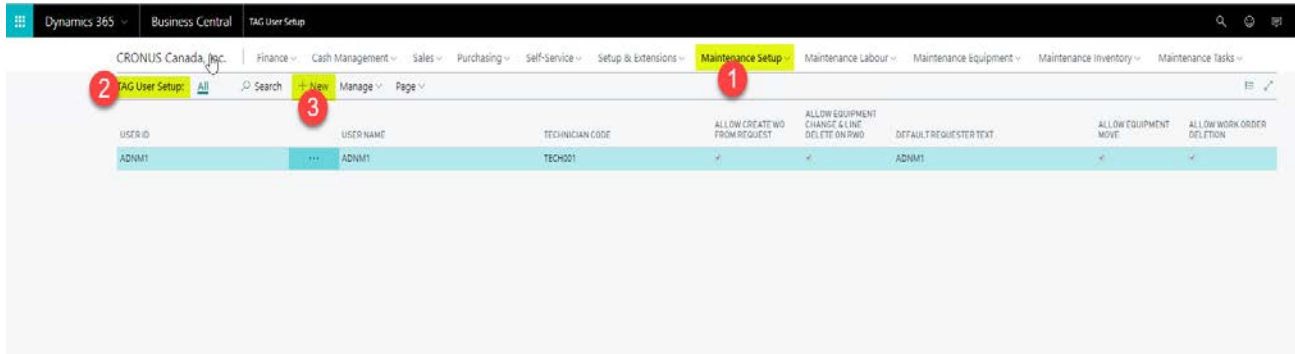 Dynamics 365 Business Central TAG User Setup
CRONUS Canada, Inc. Finance Cash Management Sales Purchasing Self-Service Setup & Extensions Maintenance Setup Maintenance Labour Maintenance Equipment Maintenance Inventory Maintenance Tasks
1
2 TAG User Setup: All Search + New Manage Page
3
USER ID USER NAME TECHNICIAN CODE ALLOW CREATE WO FROM REQUEST ALLOW EQUIPMENT CHANGE & LINE DELETE ON RWO DEFAULT REQUESTER TEXT ALLOW EQUIPMENT MOVE ALLOW WORK ORDER DELETION
ADNM1 ... ADNM1 TECH001 ✓ ✓ ADNM1 ✓ ✓